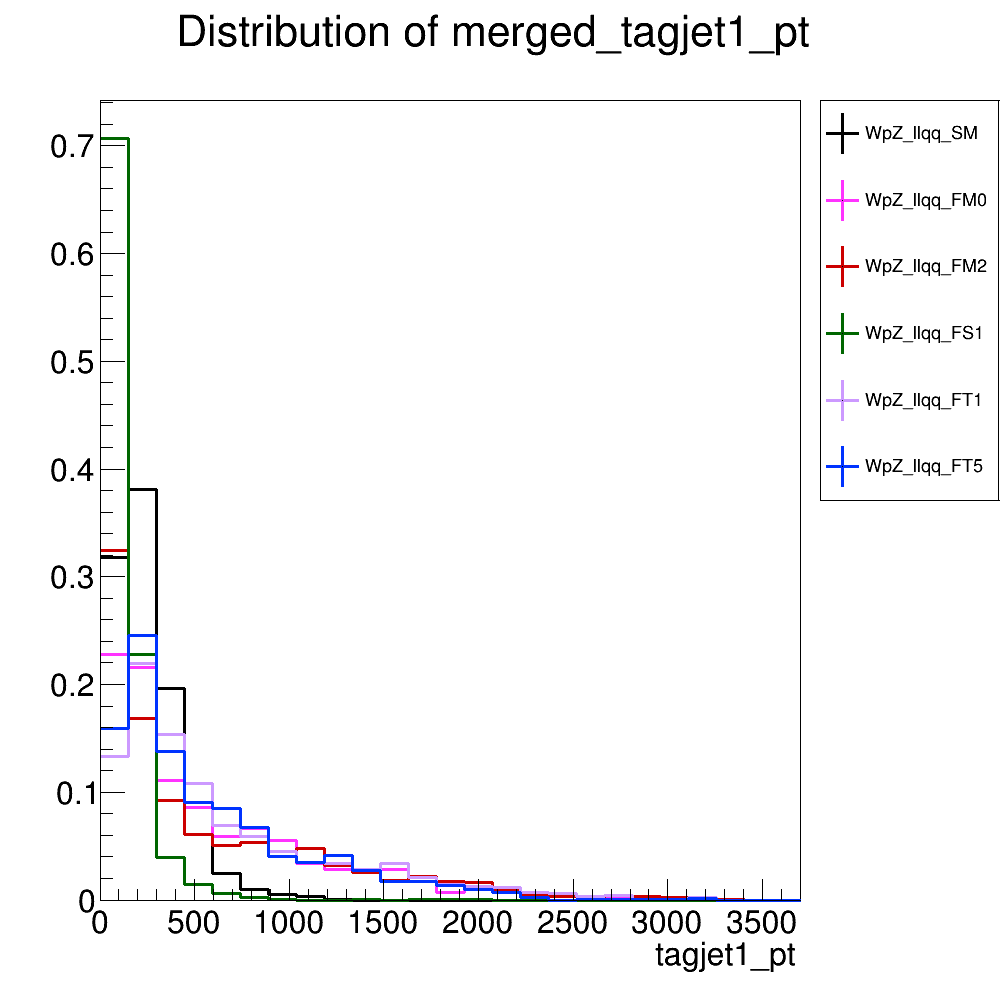 Distribution of merged_tagjet1_pt
0.7
0.6
0.5
0.4
0.3
0.2
0.1
0
0 500 1000 1500 2000 2500 3000 3500
tagjet1_pt
WpZ_llqq_SM
WpZ_llqq_FM0
WpZ_llqq_FM2
WpZ_llqq_FS1
WpZ_llqq_FT1
WpZ_llqq_FT5